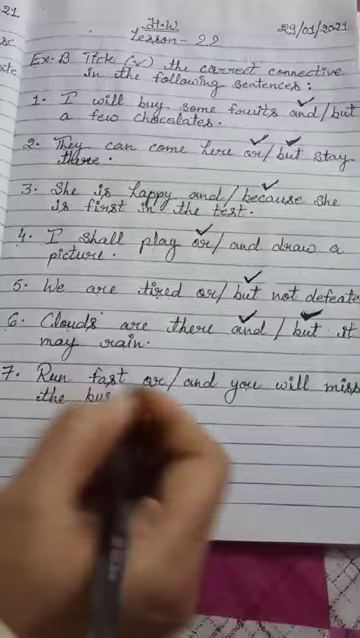 21
H.W
29/01/2021
Lesson - 22
Ex. B Tick (✓) the correct connective
in the following sentences:
1. I will buy some fruits and/but
a few chocolates.
2. They can come here or/but stay
there.
3. She is happy and/because she
is first in the test.
4. I shall play or/and draw a
picture.
5. We are tired or/but not defeate
6. Clouds are there and/but it
may rain.
7. Run fast or/and you will miss
the bus